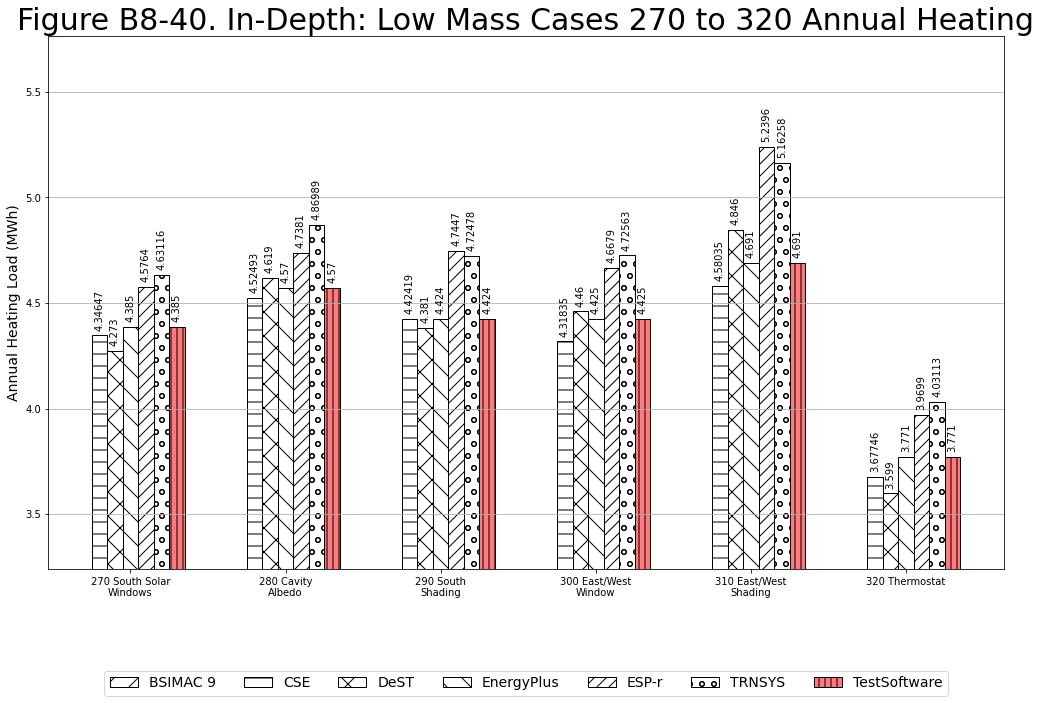 Figure B8-40. In-Depth: Low Mass Cases 270 to 320 Annual Heating
Annual Heating Load (MWh)
5.5
5.0
4.5
4.0
3.5
4.34647
4.273
4.385
4.5764
4.63116
4.385
4.52493
4.619
4.57
4.7381
4.86989
4.57
4.42419
4.381
4.424
4.7447
4.72478
4.424
4.31835
4.46
4.425
4.6679
4.72563
4.425
4.58035
4.846
4.691
5.2396
5.16258
4.691
3.67746
3.599
3.771
3.9699
4.03113
3.771
270 South Solar
Windows
280 Cavity
Albedo
290 South
Shading
300 East/West
Window
310 East/West
Shading
320 Thermostat
BSIMAC 9 CSE DeST EnergyPlus ESP-r TRNSYS TestSoftware